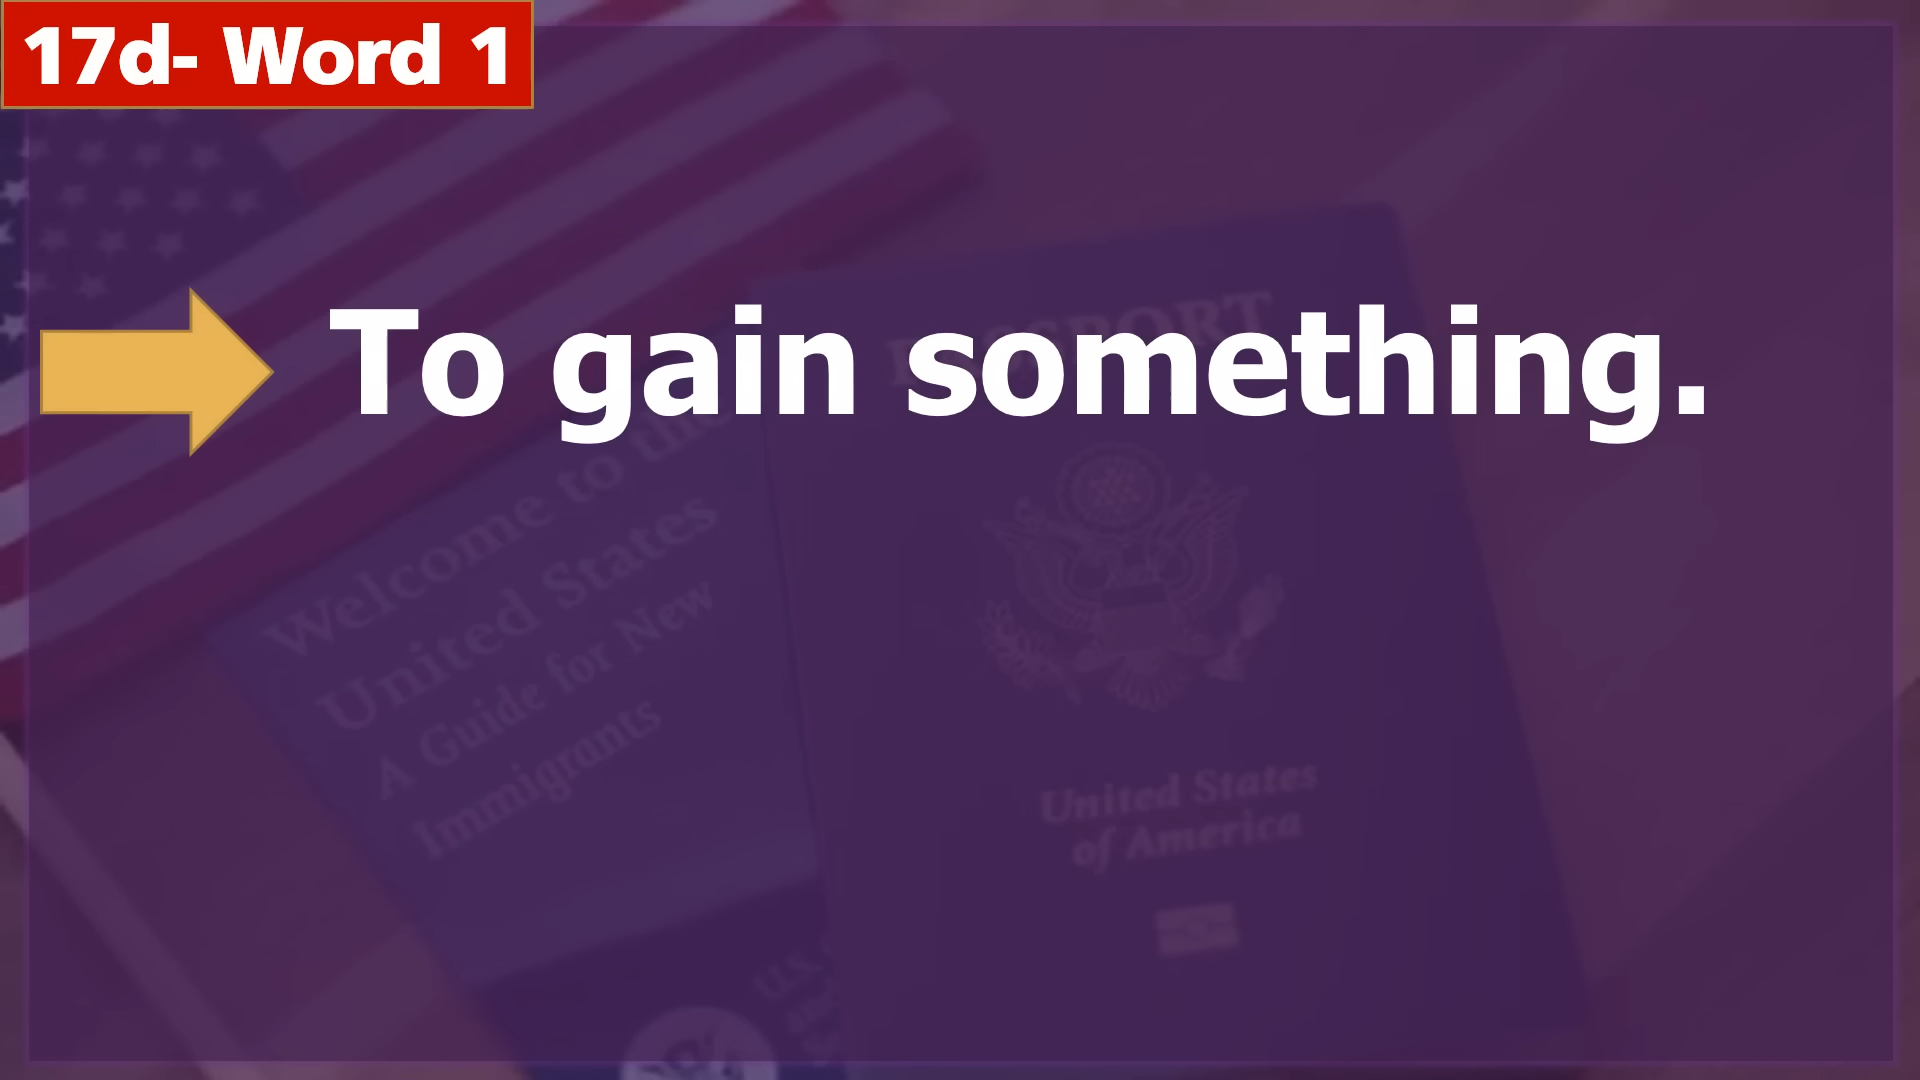 17d- Word 1
To gain something.
PASSPORT
Welcome to the
United States
A Guide for New
Immigrants
United States
of America
U.S.